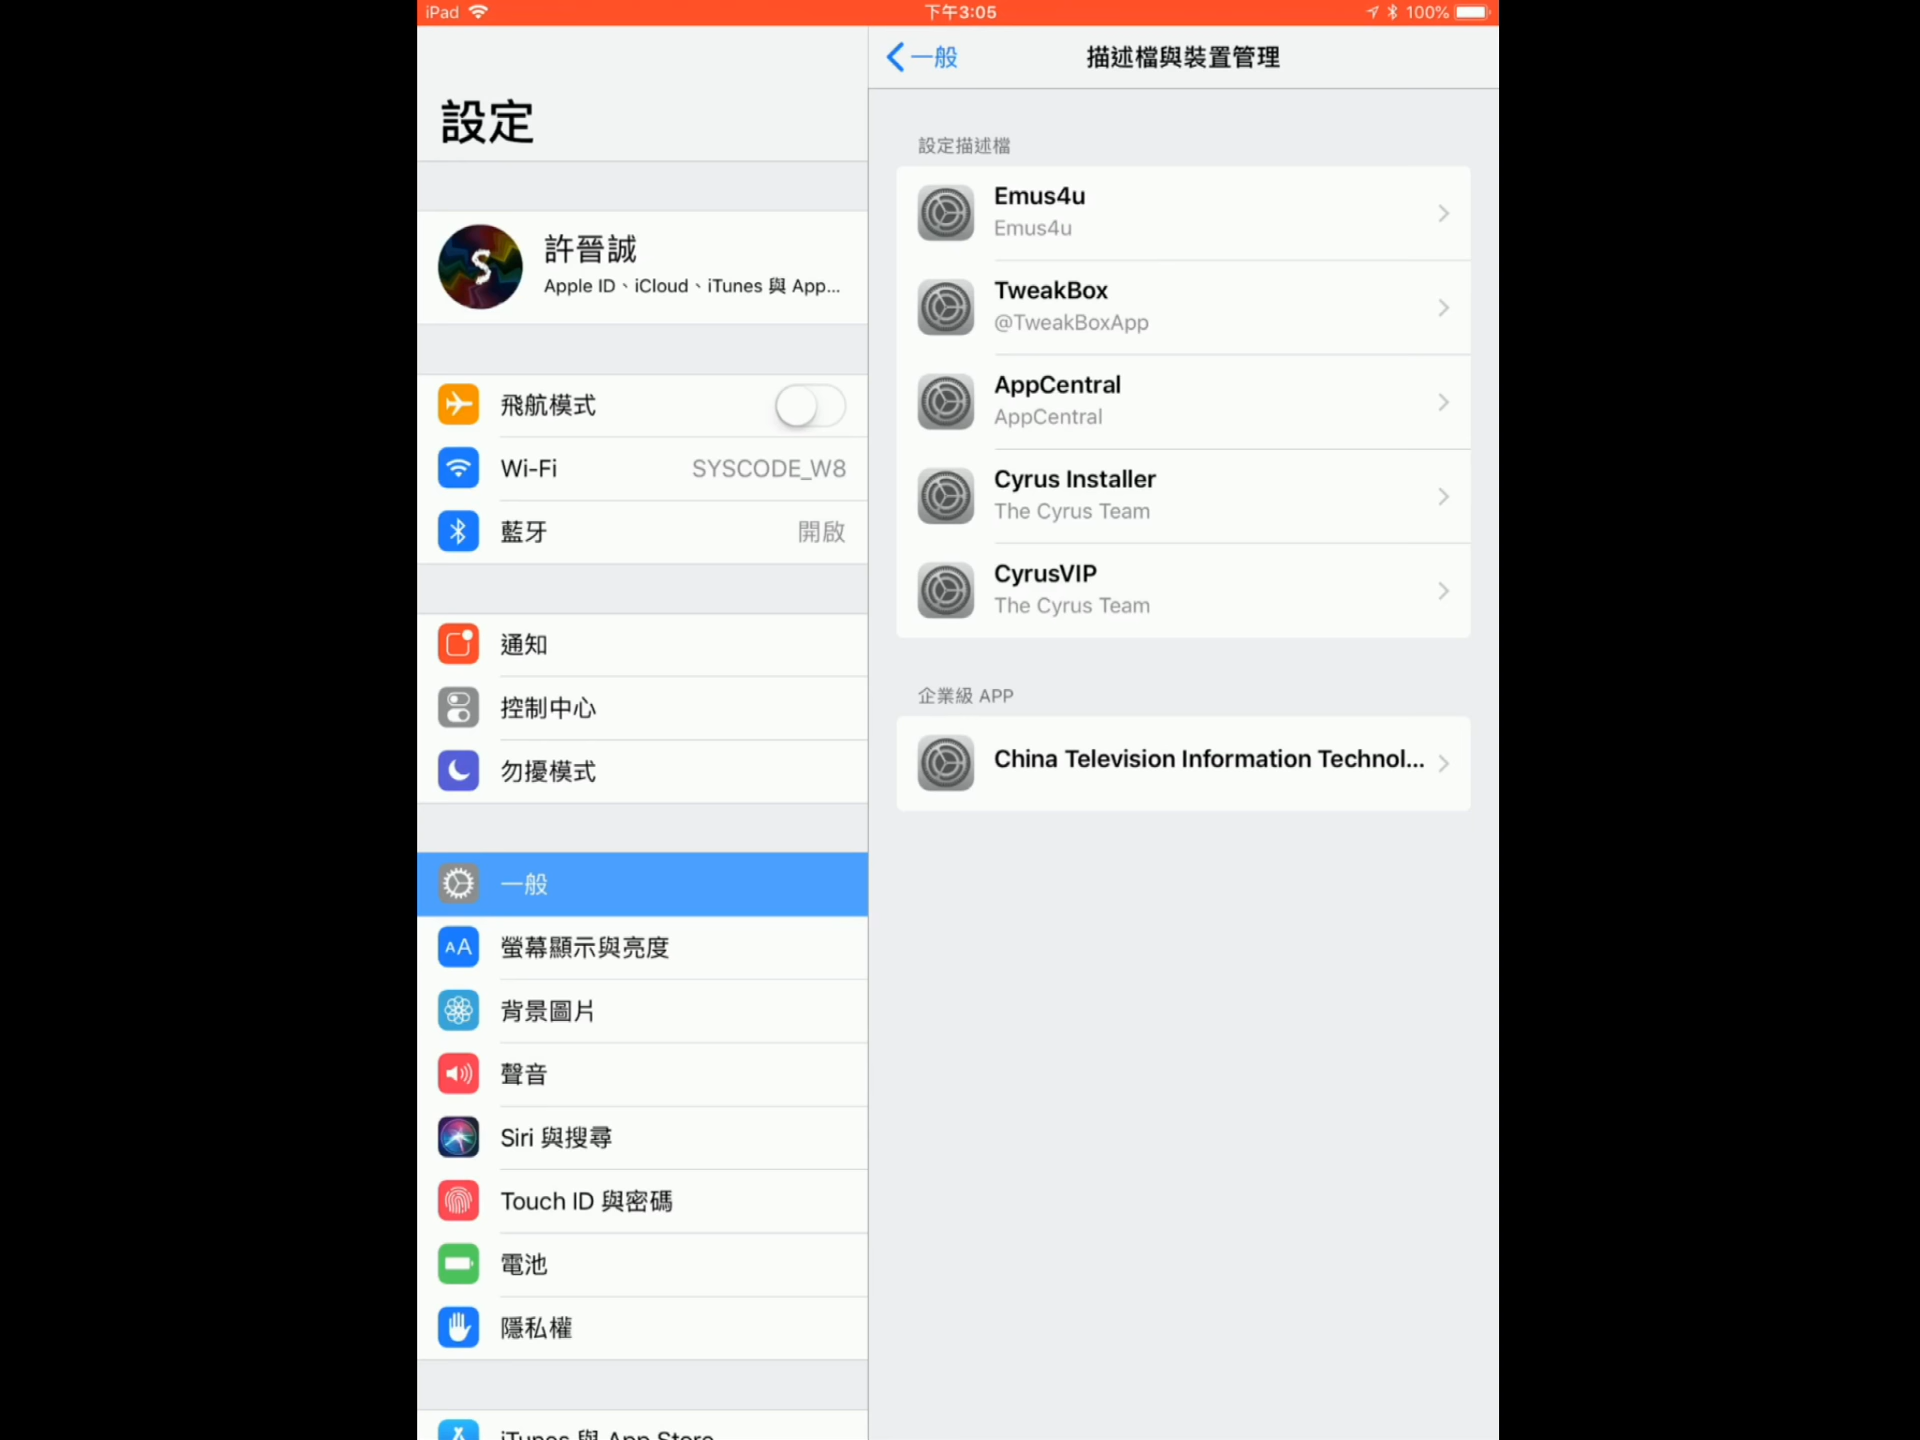 iPad
下午3:05
100%
設定
許晉誠
Apple ID、iCloud、iTunes 與 App...
飛航模式
Wi-Fi
SYSCODE_W8
藍牙
開啟
通知
控制中心
勿擾模式
一般
螢幕顯示與亮度
背景圖片
聲音
Siri 與搜尋
Touch ID 與密碼
電池
隱私權
iTunes 與 App Store
一般
描述檔與裝置管理
設定描述檔
Emus4u
Emus4u
TweakBox
@TweakBoxApp
AppCentral
AppCentral
Cyrus Installer
The Cyrus Team
CyrusVIP
The Cyrus Team
企業級 APP
China Television Information Technol...